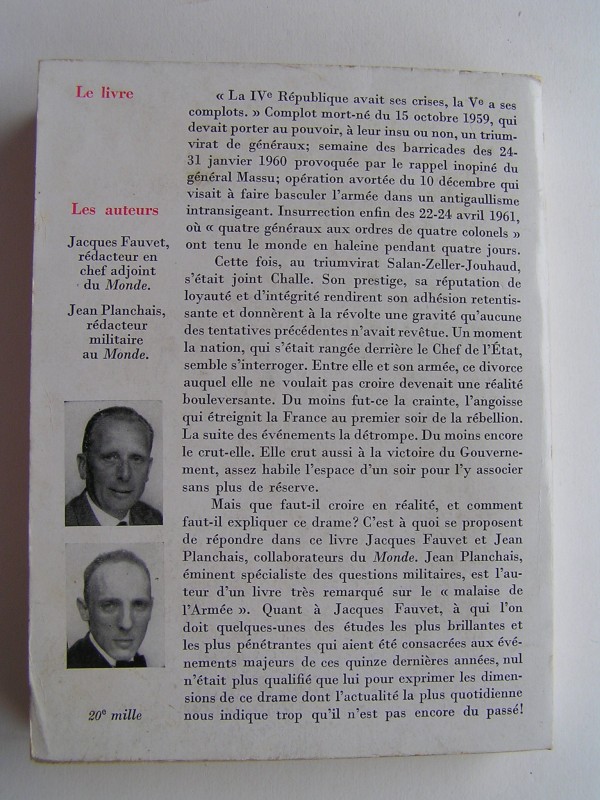 Le livre
Les auteurs
Jacques Fauvet,
rédacteur en
chef adjoint
du Monde.
Jean Planchais,
rédacteur
militaire
au Monde.
20e mille
« La IVe République avait ses crises, la Ve a ses
complots. » Complot mort-né du 15 octobre 1959, qui
devait porter au pouvoir, à leur insu ou non, un trium-
virat de généraux; semaine des barricades des 24-
31 janvier 1960 provoquée par le rappel inopiné du
général Massu; opération avortée du 10 décembre qui
visait à faire basculer l'armée dans un antigaullisme
intransigeant. Insurrection enfin des 22-24 avril 1961,
où « quatre généraux aux ordres de quatre colonels »
ont tenu le monde en haleine pendant quatre jours.
Cette fois, au triumvirat Salan-Zeller-Jouhaud,
s'était joint Challe. Son prestige, sa réputation de
loyauté et d'intégrité rendirent son adhésion retentis-
sante et donnèrent à la révolte une gravité qu'aucune
des tentatives précédentes n'avait revêtue. Un moment
la nation, qui s'était rangée derrière le Chef de l'État,
semble s'interroger. Entre elle et son armée, ce divorce
auquel elle ne voulait pas croire devenait une réalité
bouleversante. Du moins fut-ce la crainte, l'angoisse
qui étreignit la France au premier soir de la rébellion.
La suite des événements la détrompe. Du moins encore
le crut-elle. Elle crut aussi à la victoire du Gouverne-
ment, assez habile l'espace d'un soir pour l'y associer
sans plus de réserve.
Mais que faut-il croire en réalité, et comment
faut-il expliquer ce drame? C'est à quoi se proposent
de répondre dans ce livre Jacques Fauvet et Jean
Planchais, collaborateurs du Monde. Jean Planchais,
éminent spécialiste des questions militaires, est l'au-
teur d'un livre très remarqué sur le « malaise de
l'Armée ». Quant à Jacques Fauvet, à qui l'on
doit quelques-unes des études les plus brillantes et
les plus pénétrantes qui aient été consacrées aux évé-
nements majeurs de ces quinze dernières années, nul
n'était plus qualifié que lui pour exprimer les dimen-
sions de ce drame dont l'actualité la plus quotidienne
nous indique trop qu'il n'est pas encore du passé!